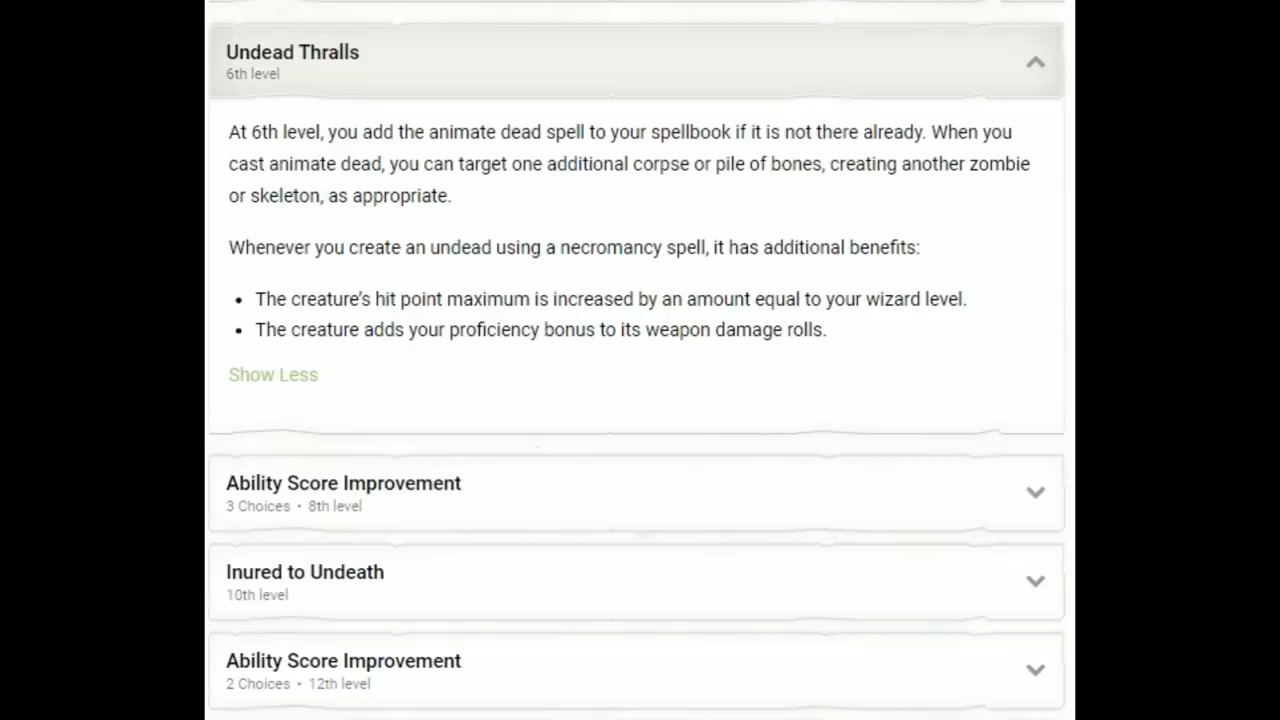 Undead Thralls
6th level
At 6th level, you add the animate dead spell to your spellbook if it is not there already. When you
cast animate dead, you can target one additional corpse or pile of bones, creating another zombie
or skeleton, as appropriate.
Whenever you create an undead using a necromancy spell, it has additional benefits:
• The creature's hit point maximum is increased by an amount equal to your wizard level.
• The creature adds your proficiency bonus to its weapon damage rolls.
Show Less
Ability Score Improvement
3 Choices • 8th level
Inured to Undeath
10th level
Ability Score Improvement
2 Choices • 12th level